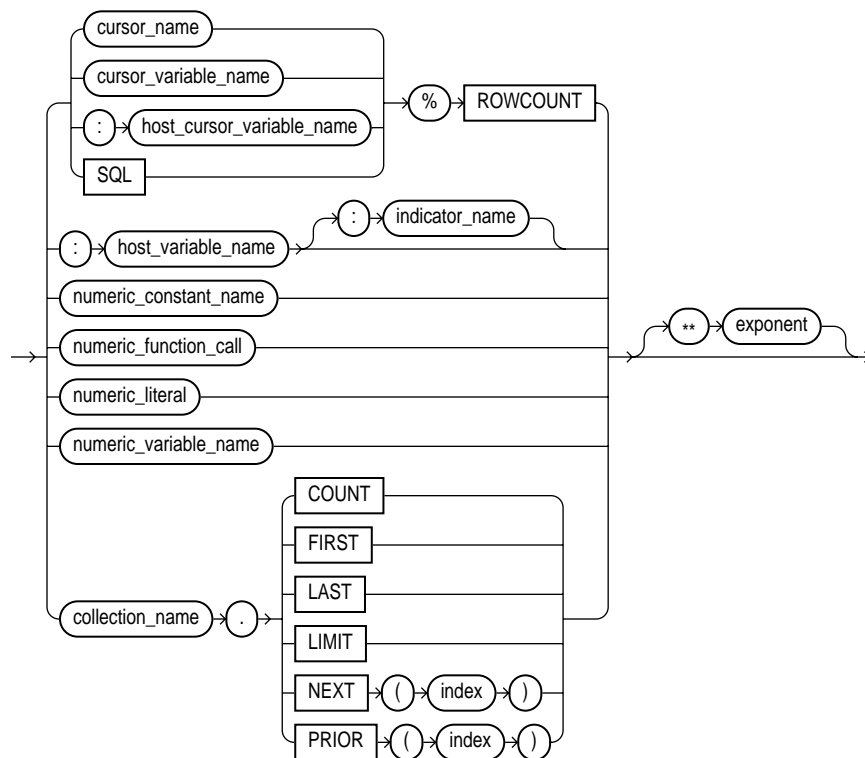 cursor_name
cursor_variable_name
% ROWCOUNT
: host_cursor_variable_name
SQL
: indicator_name
: host_variable_name
numeric_constant_name
** exponent
numeric_function_call
numeric_literal
numeric_variable_name
COUNT
FIRST
LAST
collection_name .
LIMIT
NEXT ( index )
PRIOR ( index )